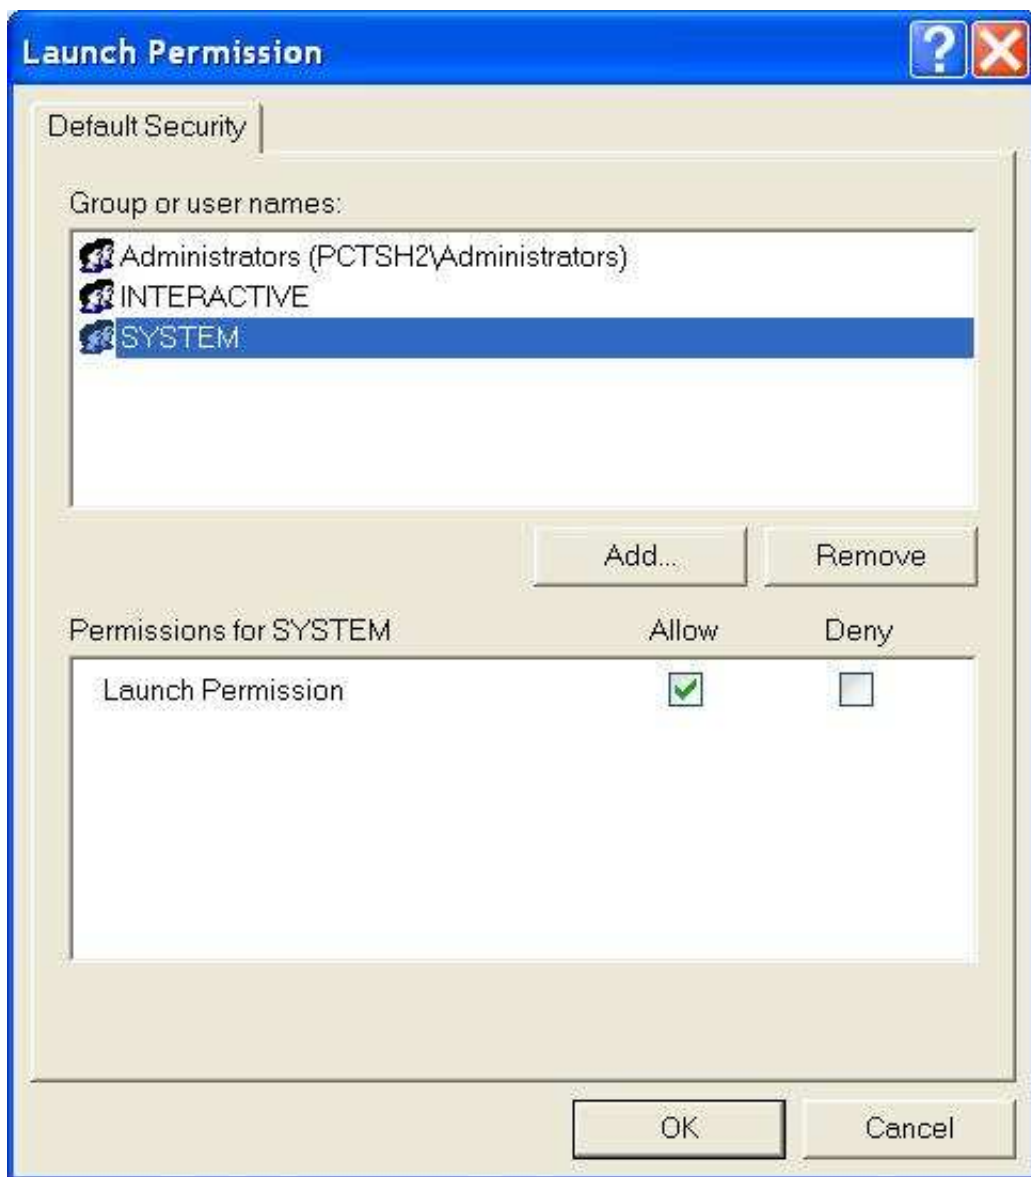 Launch Permission
Default Security
Group or user names:
Administrators (PCTSH2\Administrators)
INTERACTIVE
SYSTEM
Add... Remove
Permissions for SYSTEM Allow Deny
Launch Permission
OK Cancel